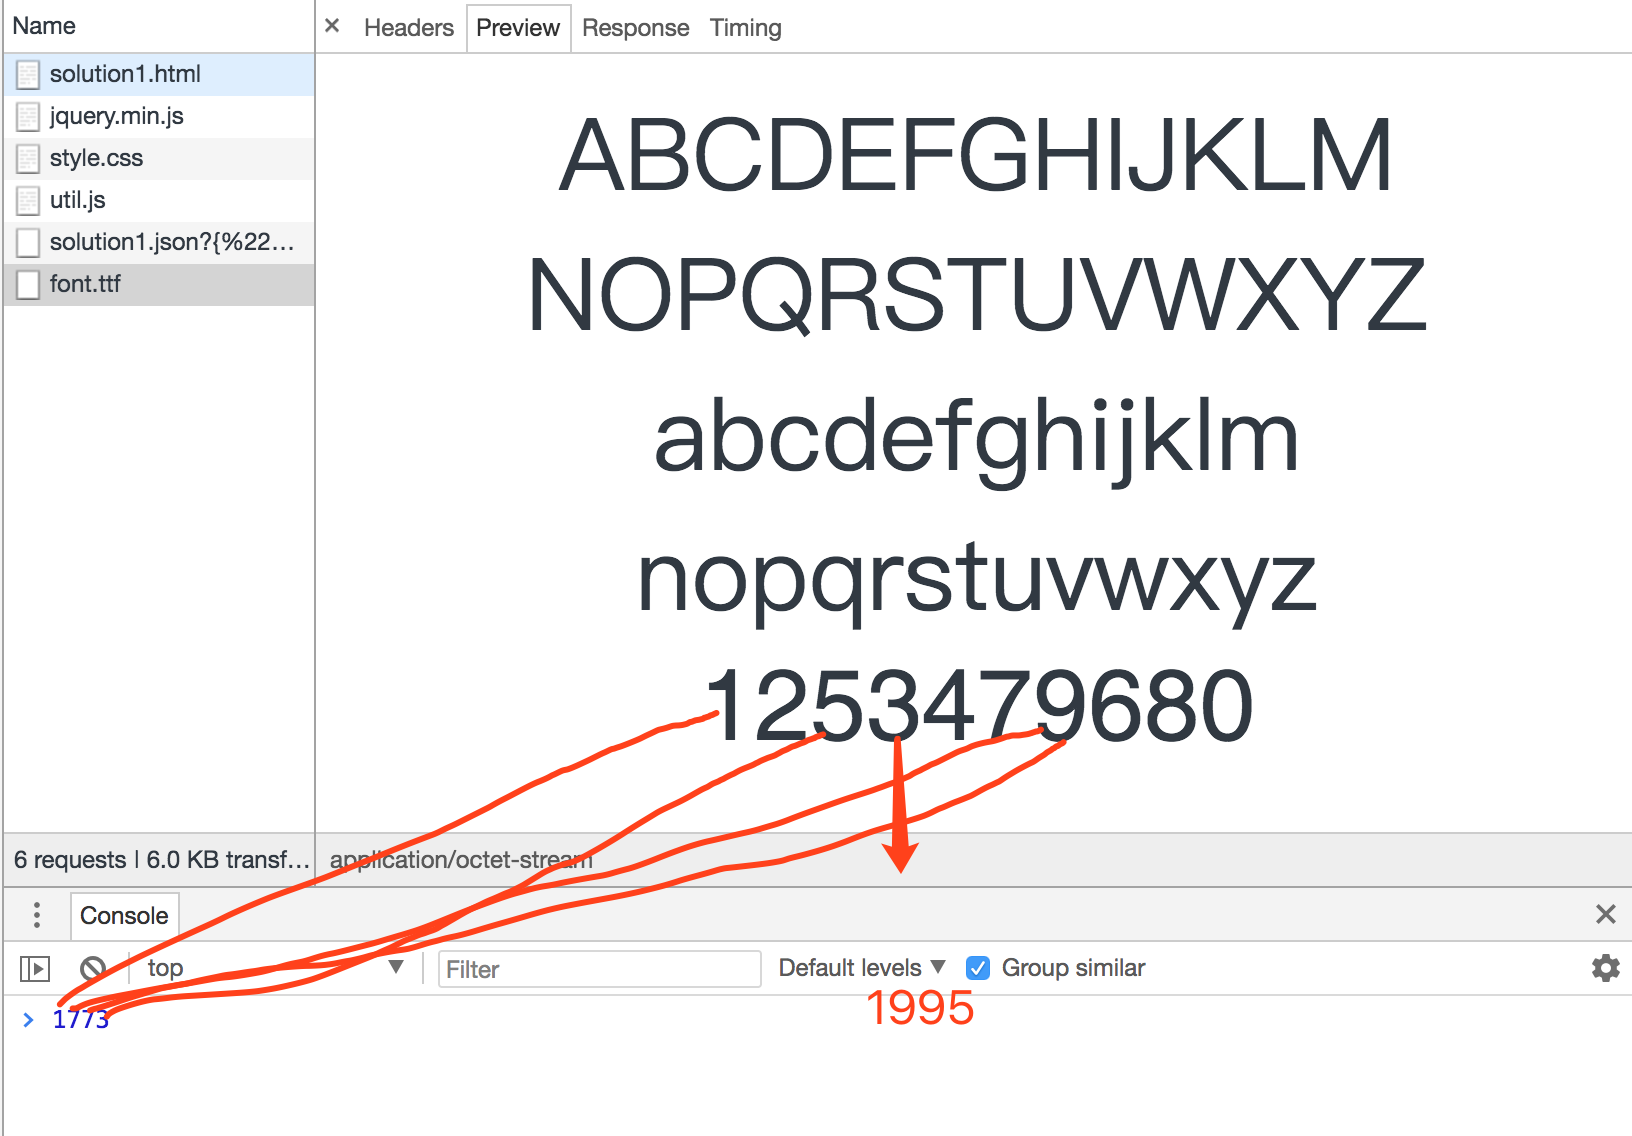 Name
× Headers Preview Response Timing
solution1.html
jquery.min.js
style.css
util.js
solution1.json?{%22...
font.ttf
ABCDEFGHIJKLM
NOPQRSTUVWXYZ
abcdefghijklm
nopqrstuvwxyz
1253479680
6 requests | 6.0 KB transf... application/octet-stream
Console
top Filter Default levels Group similar
1995
> 1773